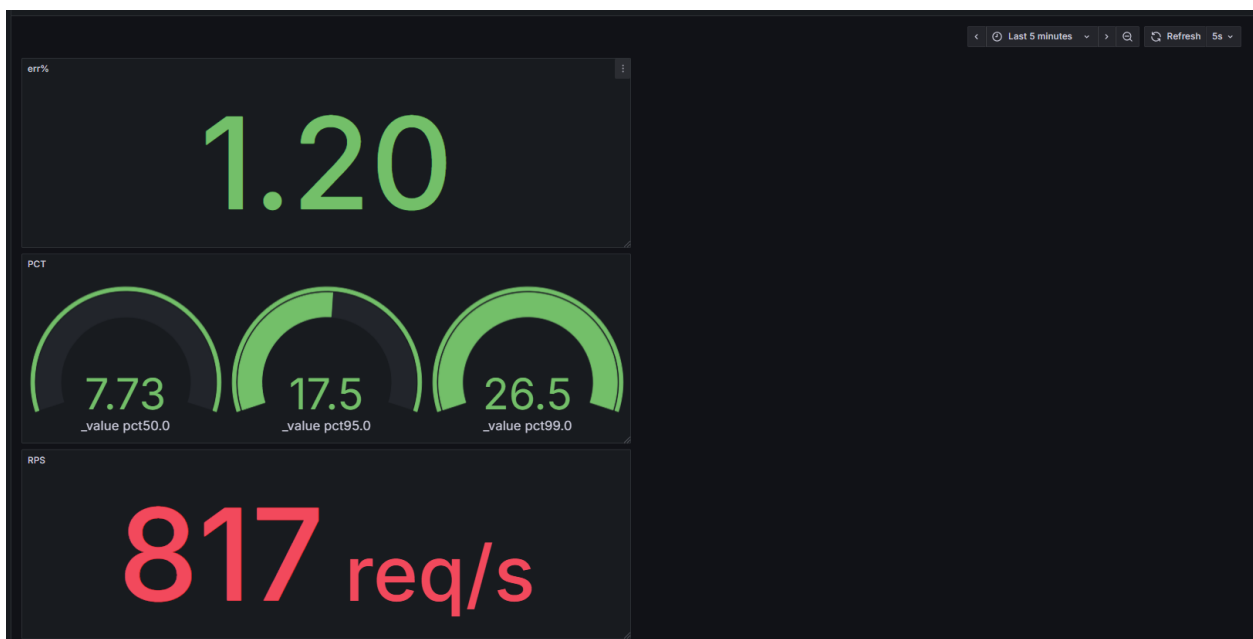 Last 5 minutes Refresh 5s
err%
1.20
PCT
7.73 17.5 26.5
_value pct50.0 _value pct95.0 _value pct99.0
RPS
817 req/s